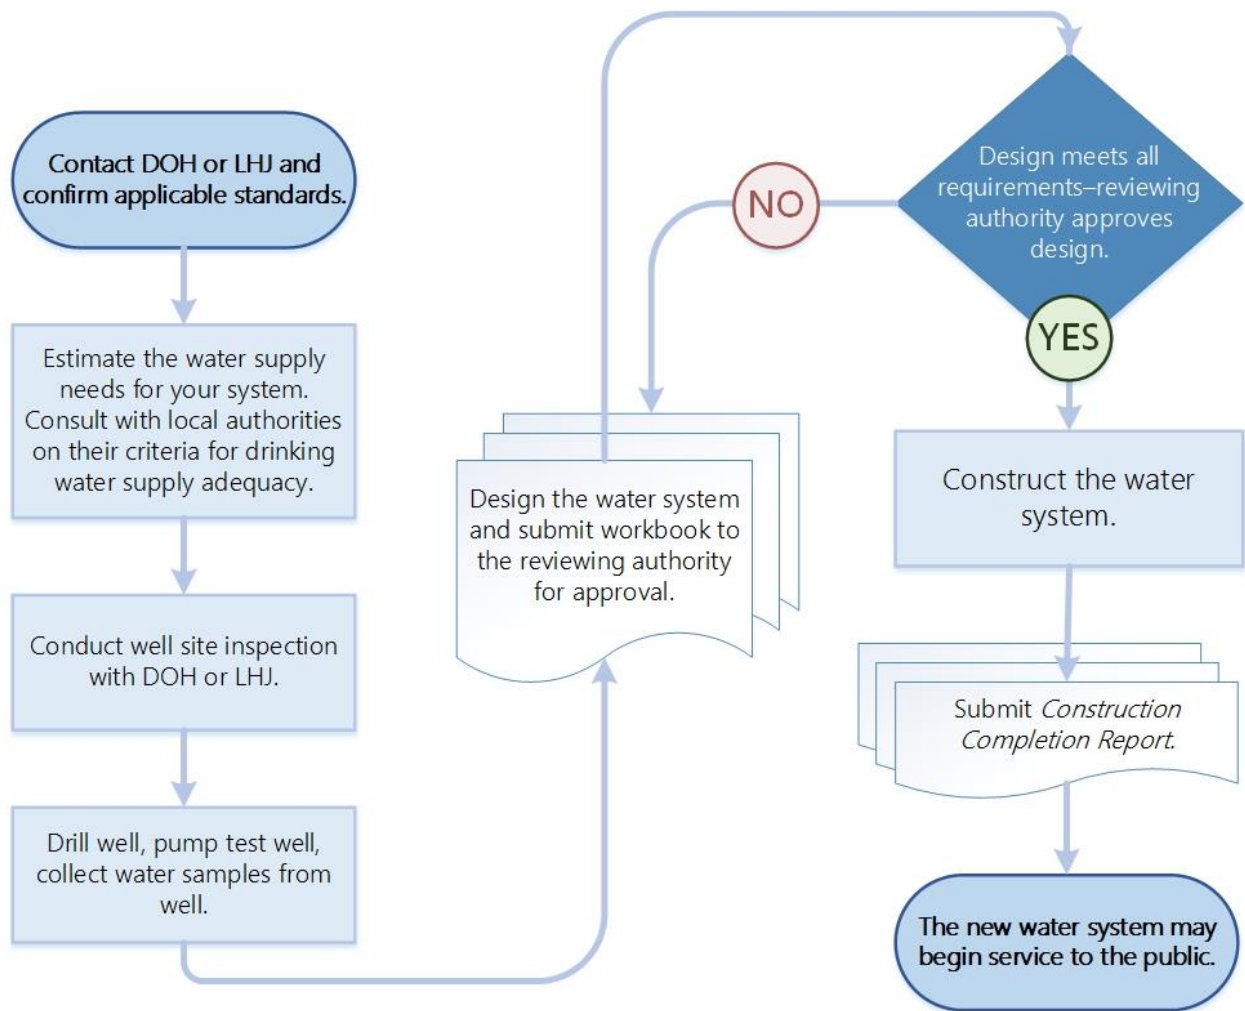 Contact DOH or LHJ and
confirm applicable standards.
Estimate the water supply
needs for your system.
Consult with local authorities
on their criteria for drinking
water supply adequacy.
Conduct well site inspection
with DOH or LHJ.
Drill well, pump test well,
collect water samples from
well.
Design the water system
and submit workbook to
the reviewing authority
for approval.
Design meets all
requirements–reviewing
authority approves
design.
NO
YES
Construct the water
system.
Submit Construction
Completion Report.
The new water system may
begin service to the public.